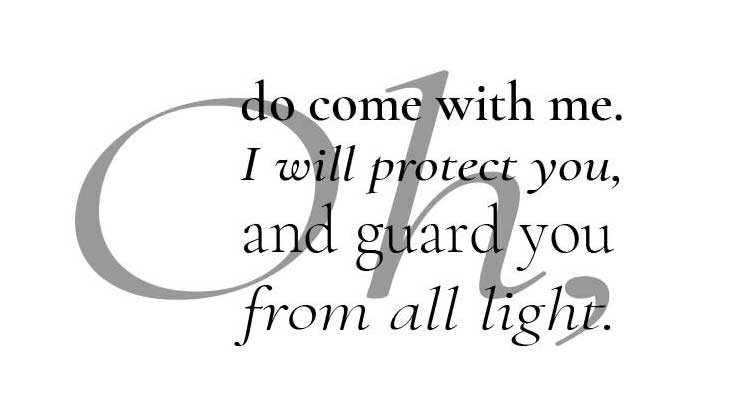 Oh,
do come with me.
I will protect you,
and guard you
from all light.